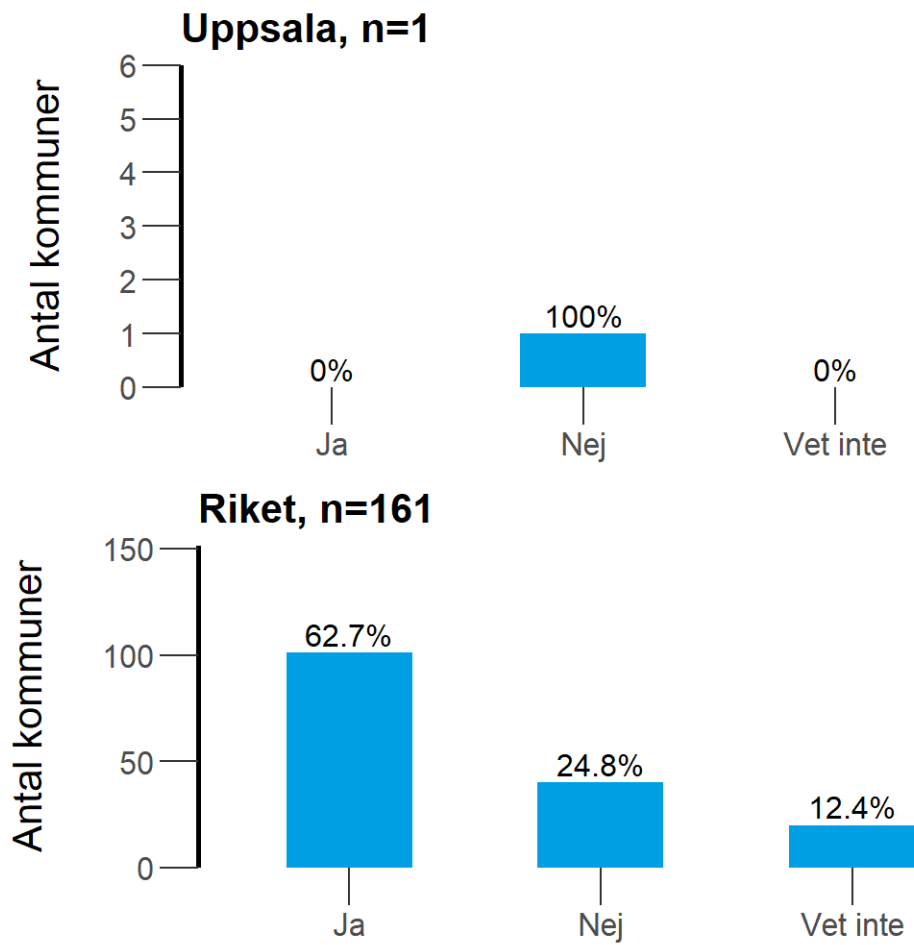 Uppsala, n=1
Antal kommuner
6
5
4
3
2
1
0
0%
100%
0%
Ja
Nej
Vet inte
Riket, n=161
Antal kommuner
150
100
50
0
62.7%
24.8%
12.4%
Ja
Nej
Vet inte